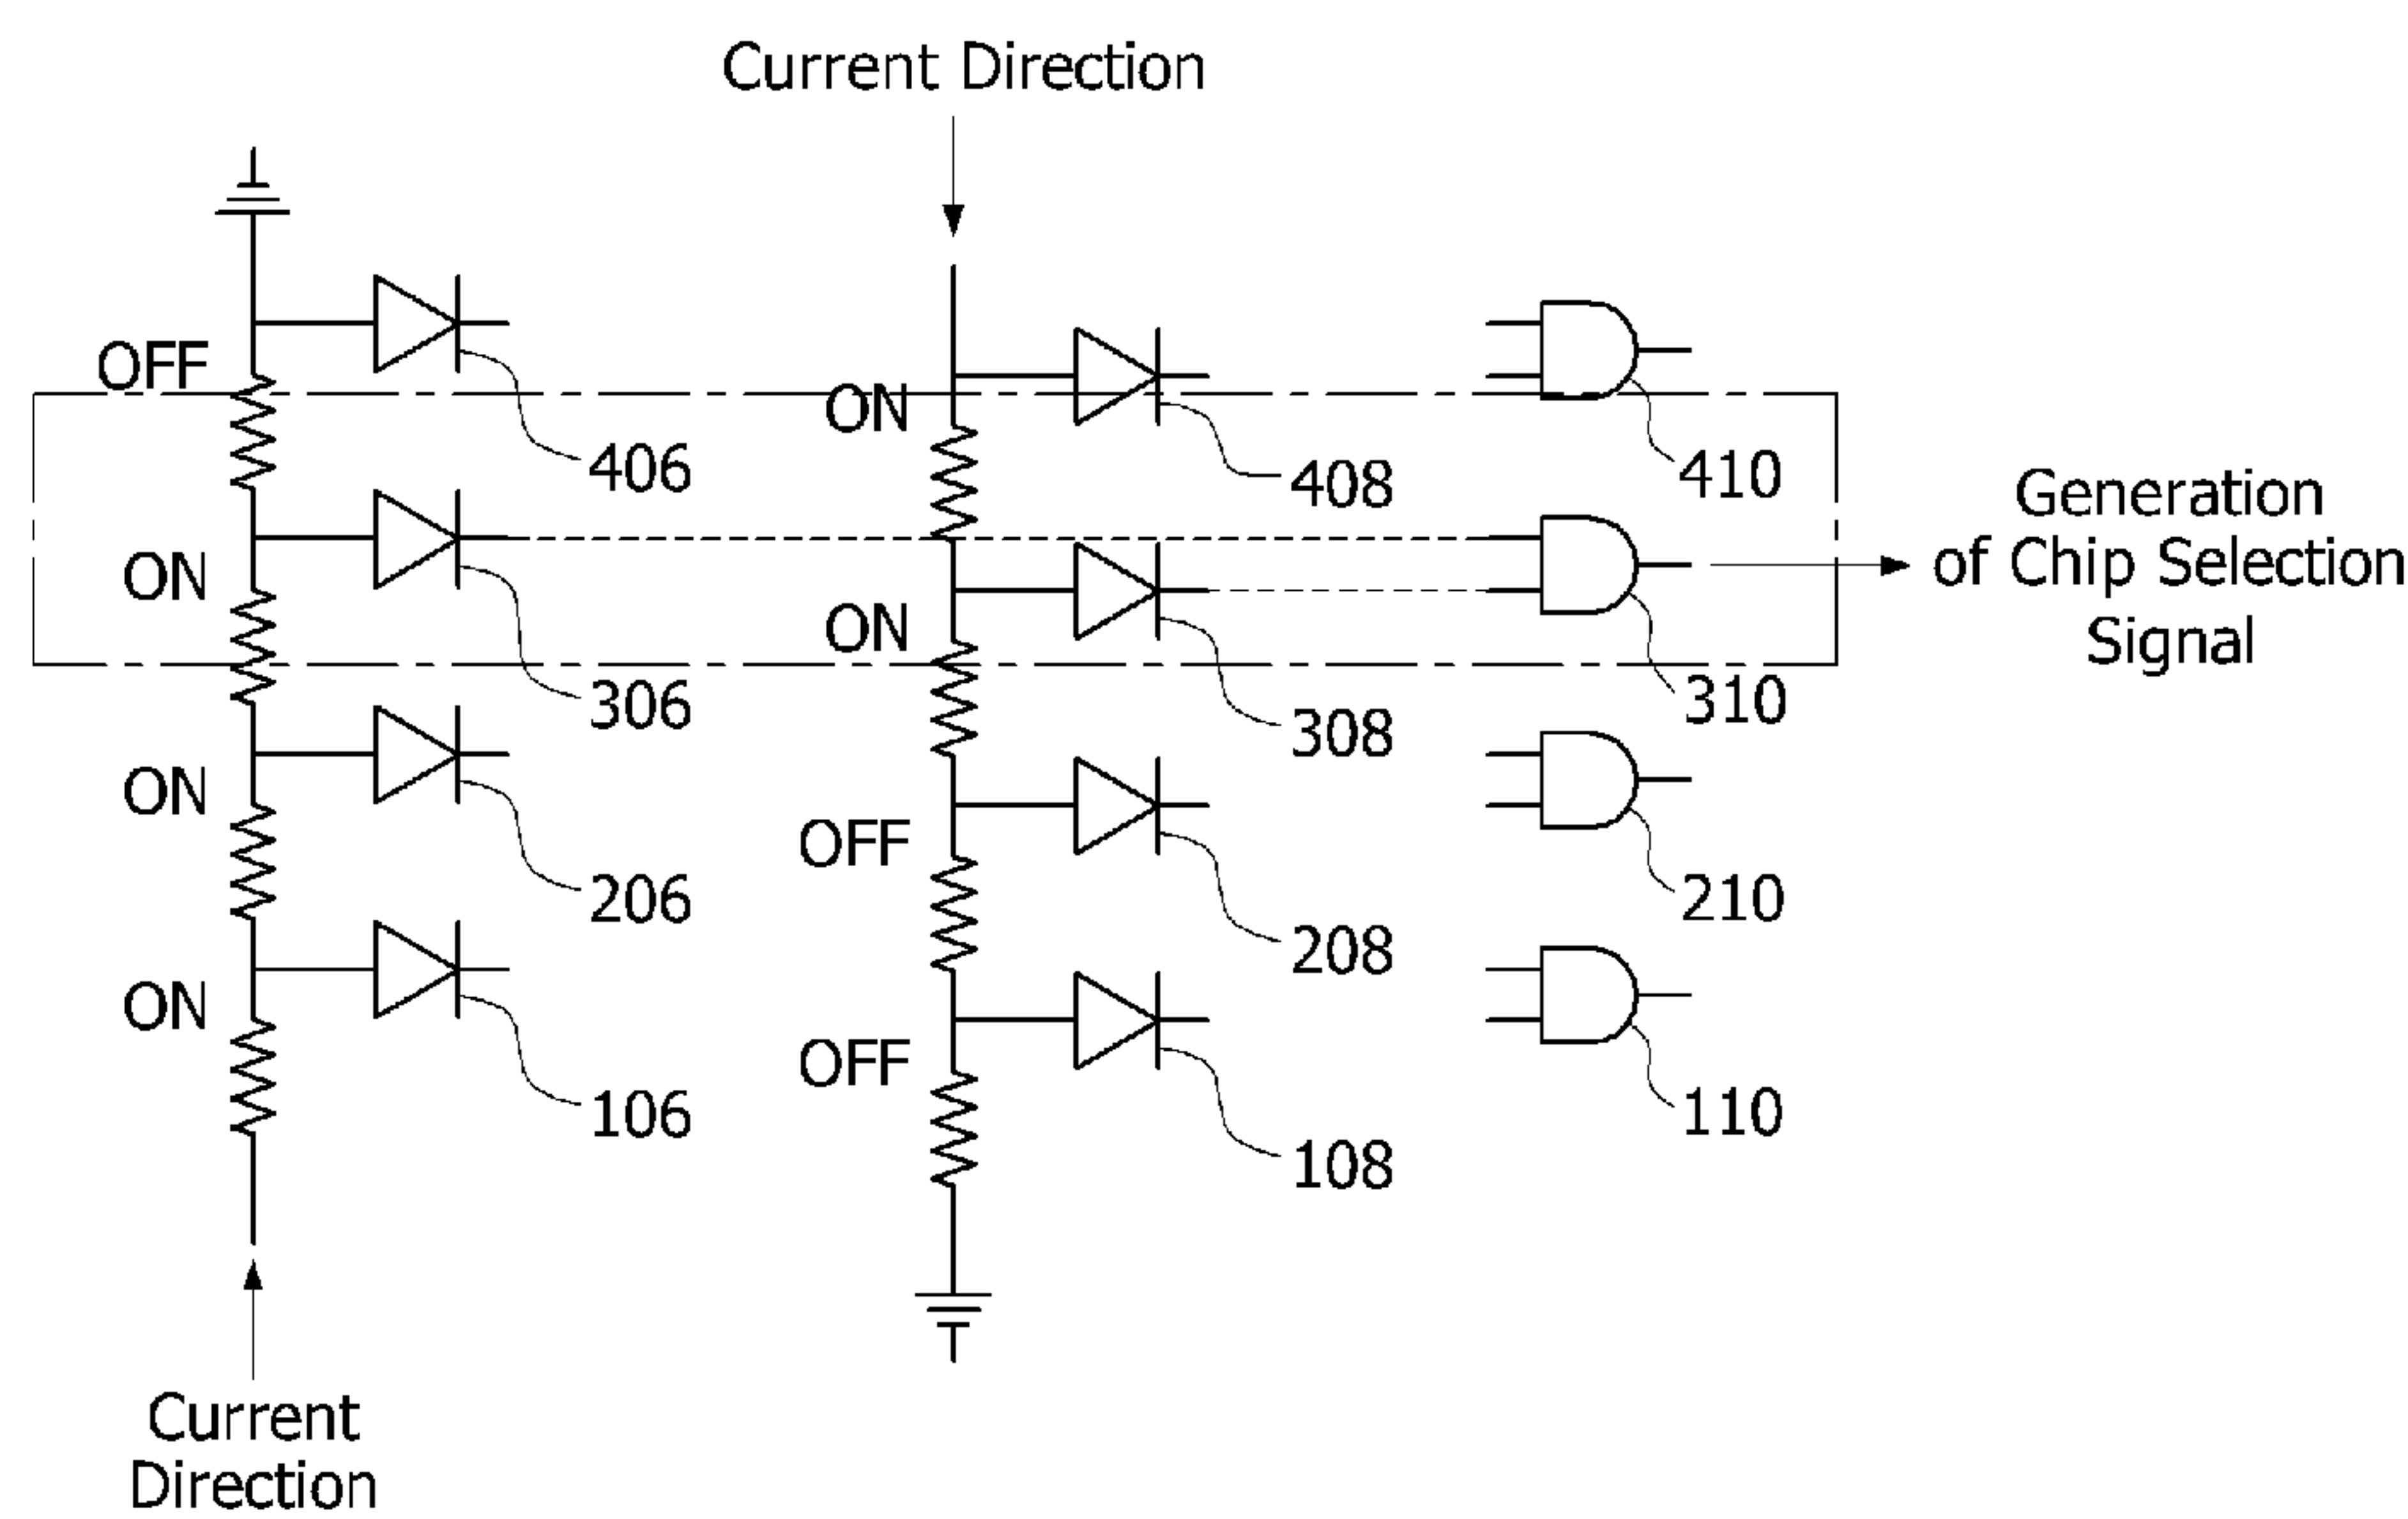 Current Direction
OFF
ON
406
408
410
Generation
of Chip Selection
Signal
ON
ON
306
308
310
ON
OFF
206
208
210
ON
OFF
106
108
110
Current
Direction